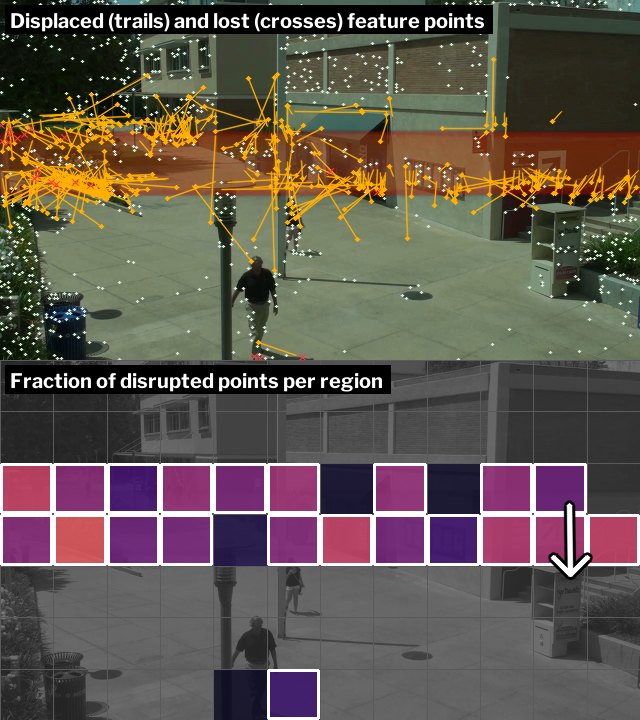 Displaced (trails) and lost (crosses) feature points
Fraction of disrupted points per region